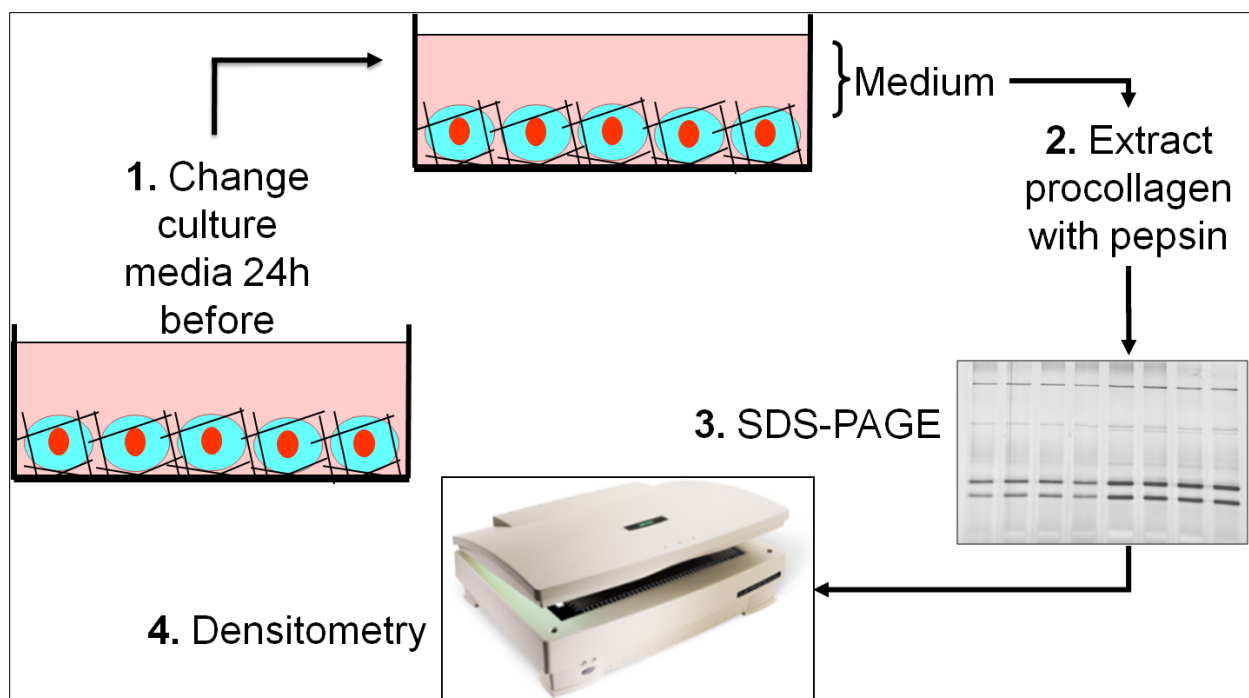 1. Change
culture
media 24h
before
Medium
2. Extract
procollagen
with pepsin
3. SDS-PAGE
4. Densitometry